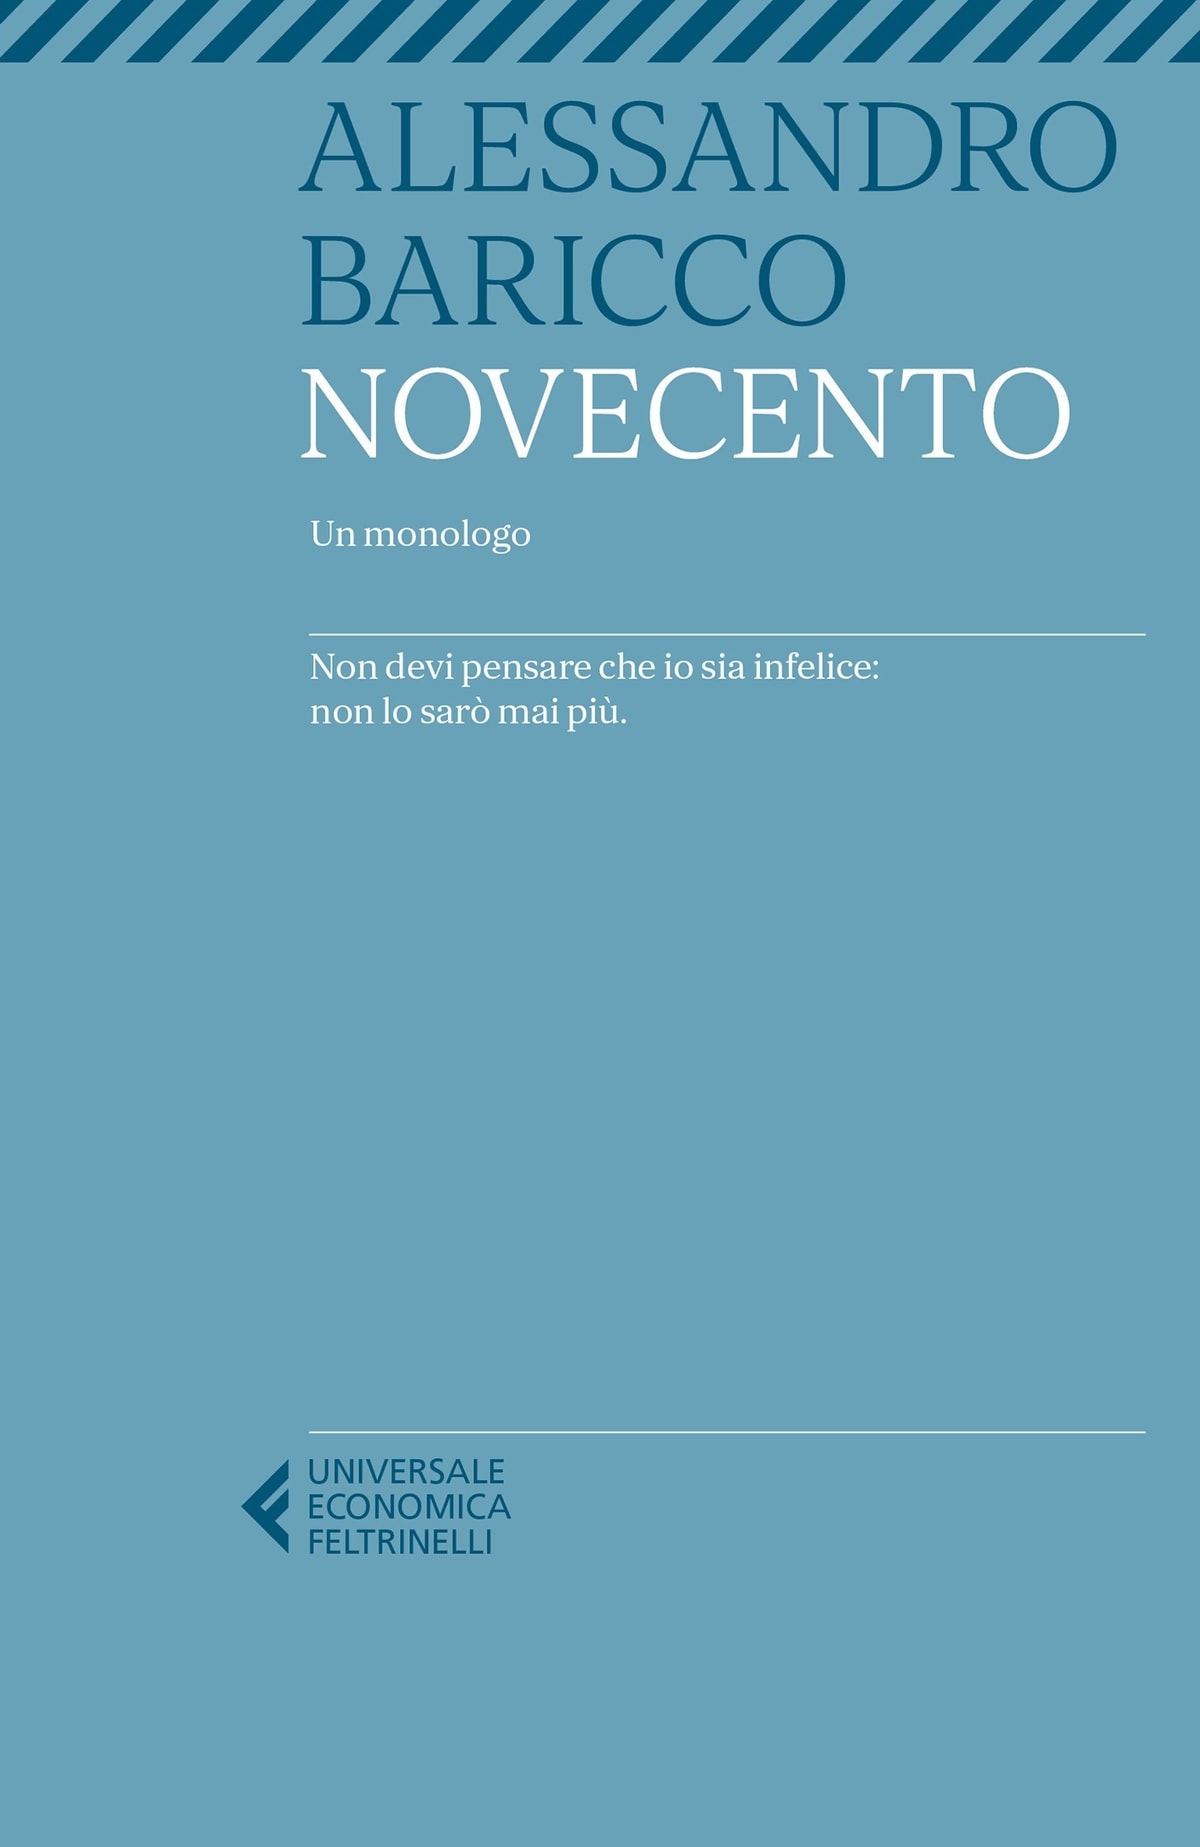 ALESSANDRO
BARICCO
NOVECENTO
Un monologo
Non devi pensare che io sia infelice:
non lo sarò mai più.
UNIVERSALE
ECONOMICA
FELTRINELLI